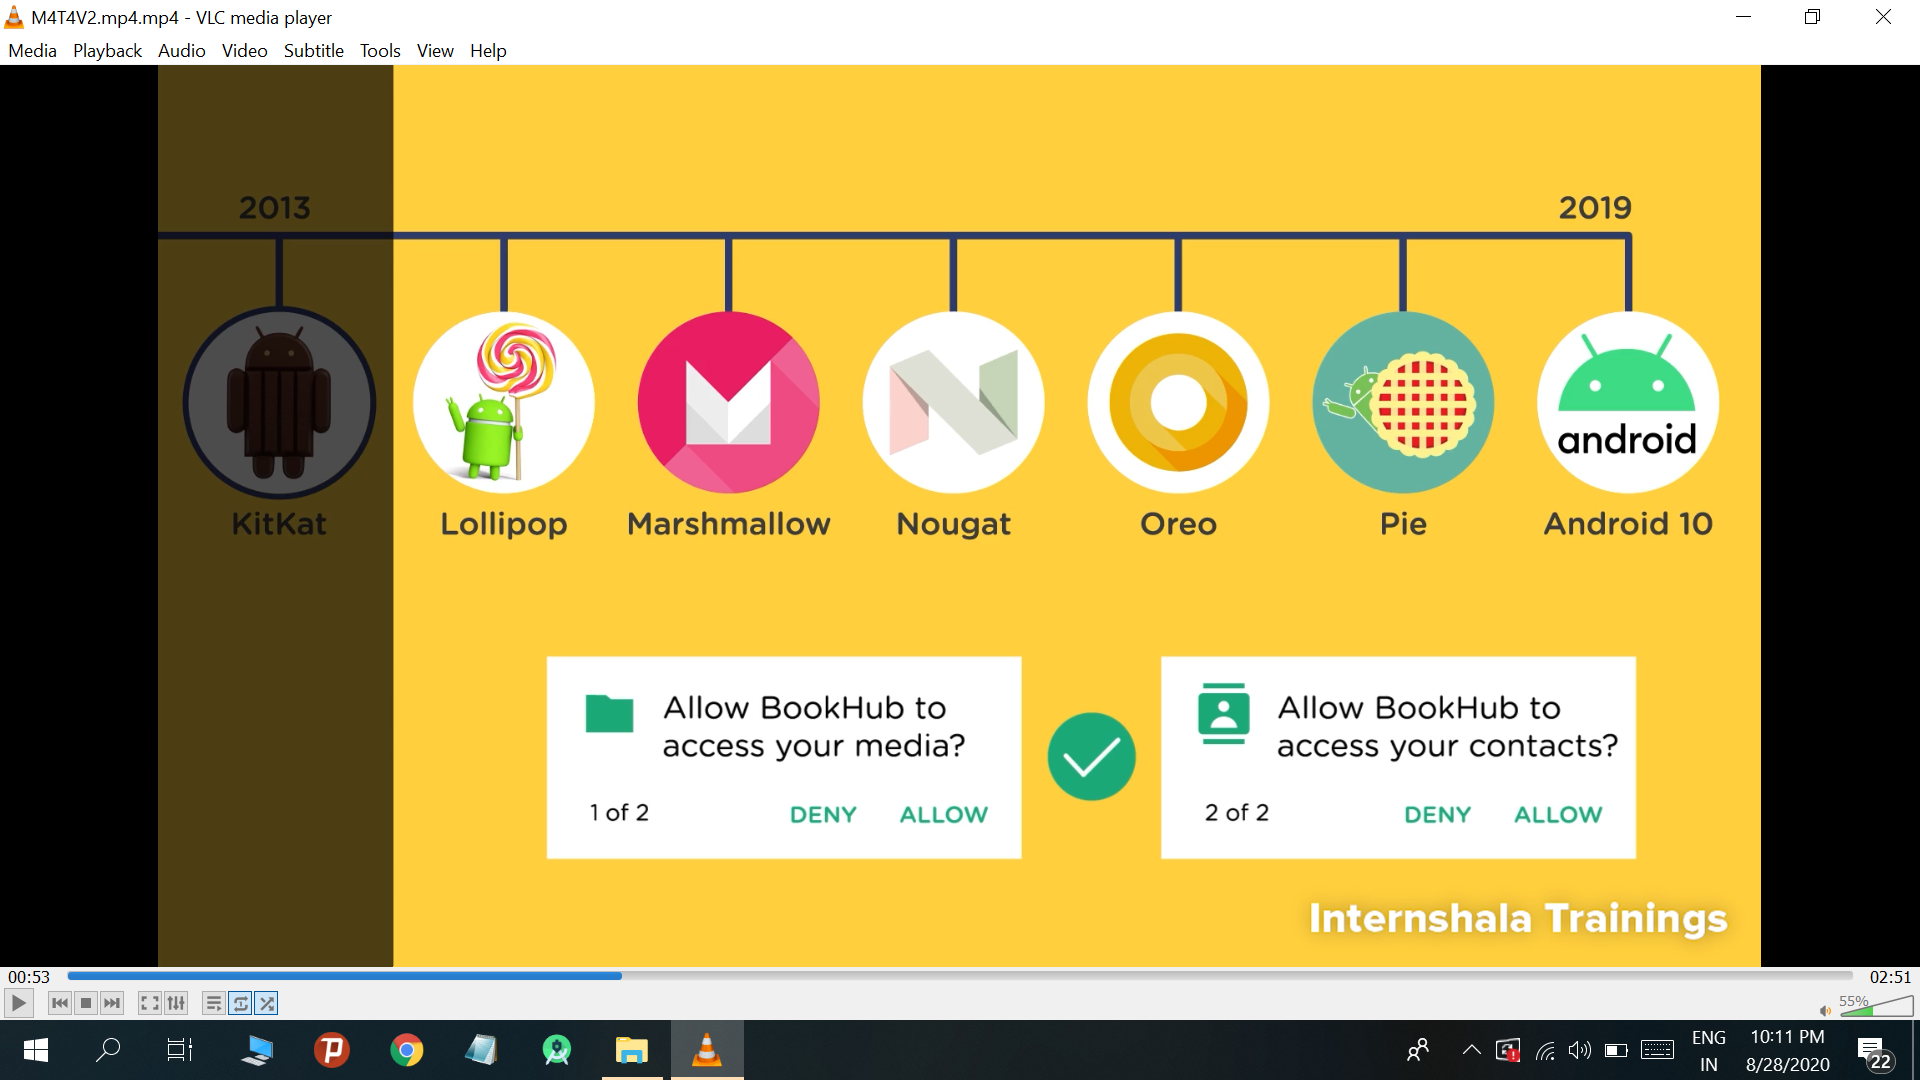 M4T4V2.mp4.mp4 - VLC media player
Media Playback Audio Video Subtitle Tools View Help
2013 2019
android
KitKat Lollipop Marshmallow Nougat Oreo Pie Android 10
Allow BookHub to
access your media?
1 of 2 DENY ALLOW
Allow BookHub to
access your contacts?
2 of 2 DENY ALLOW
Internshala Trainings
00:53 02:51
55%
ENG
IN
10:11 PM
8/28/2020
22